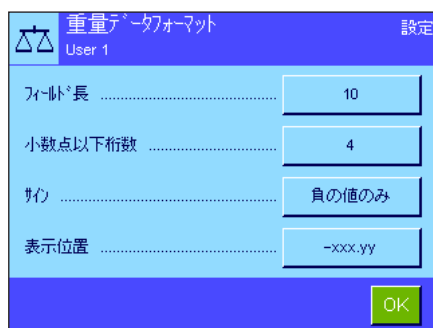 重量ﾃﾞｰﾀﾌｫｰﾏｯﾄ
設定
User 1
ﾌｨｰﾙﾄﾞ長 ............................................ 10
小数点以下桁数 ................................ 4
ｻｲﾝ ...................................................... 負の値のみ
表示位置 ............................................ -xxx.yy
OK